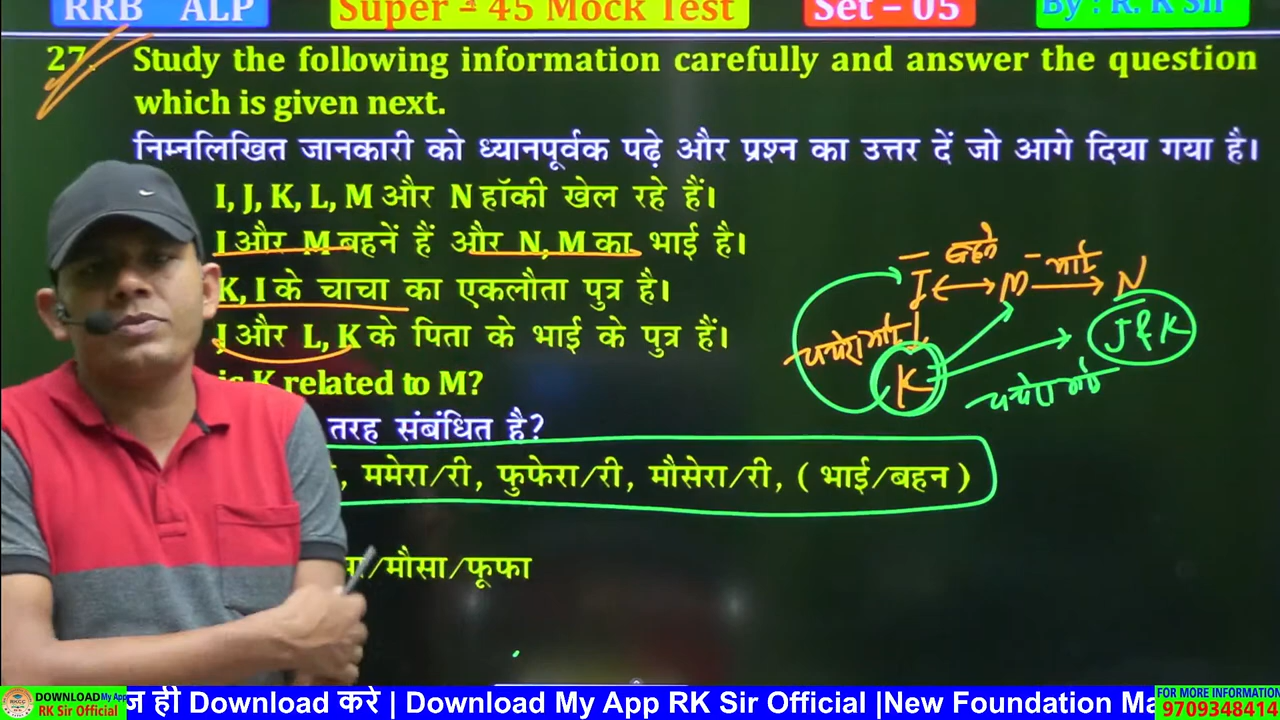 RRB ALP
Super - 45 Mock Test
Set - 05
By : R. K Sir
27. Study the following information carefully and answer the question
which is given next.
निम्नलिखित जानकारी को ध्यानपूर्वक पढ़े और प्रश्न का उत्तर दें जो आगे दिया गया है।
I, J, K, L, M और N हॉकी खेल रहे हैं।
I और M बहनें हैं और N, M का भाई है।
K, I के चाचा का एकलौता पुत्र है।
J और L, K के पिता के भाई के पुत्र हैं।
is K related to M?
तरह संबंधित है?
, ममेरा/री, फुफेरा/री, मौसेरा/री, ( भाई/बहन )
/मौसा/फूफा
I बहने M भाई N
चचेरा भाई
K
J & K
चचेरा भाई
DOWNLOAD My App
RK Sir Official
ज ही Download करे | Download My App RK Sir Official |New Foundation Ma
FOR MORE INFORMATION
9709348414